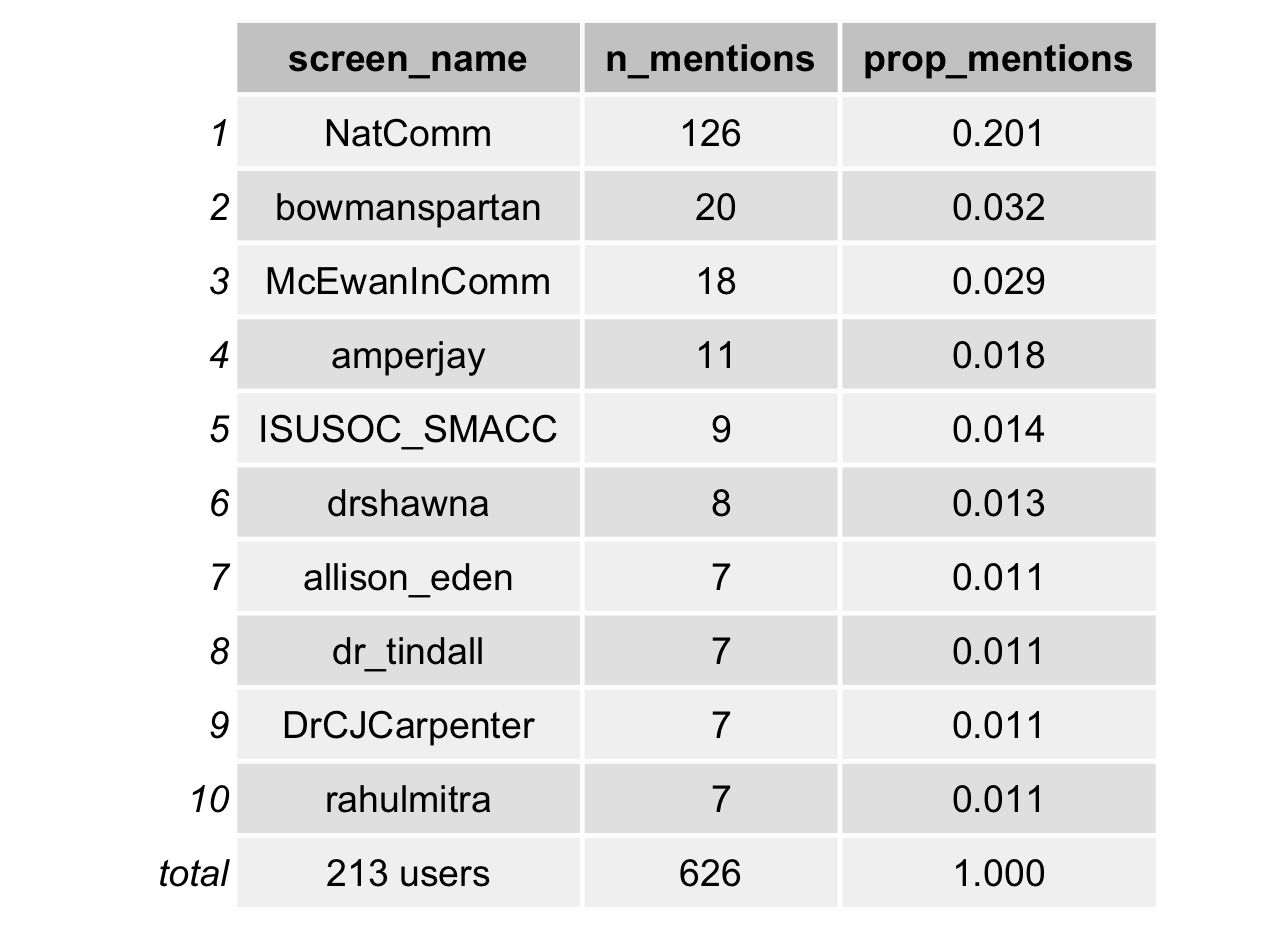 screen_name n_mentions prop_mentions
1 NatComm 126 0.201
2 bowmanspartan 20 0.032
3 McEwanInComm 18 0.029
4 amperjay 11 0.018
5 ISUSOC_SMACC 9 0.014
6 drshawna 8 0.013
7 allison_eden 7 0.011
8 dr_tindall 7 0.011
9 DrCJCarpenter 7 0.011
10 rahulmitra 7 0.011
total 213 users 626 1.000